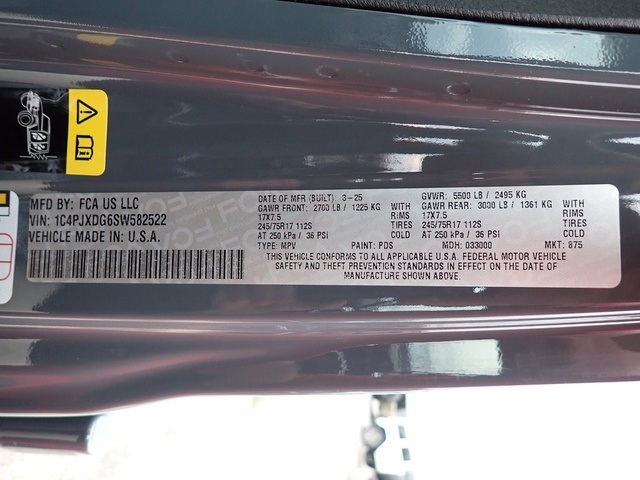 MFD BY: FCA US LLC
VIN: 1C4PJXDG6SW582522
VEHICLE MADE IN: U.S.A.
DATE OF MFR (BUILT): 3-25 GVWR: 5500 LB / 2495 KG
GAWR FRONT: 2700 LB / 1225 KG WITH GAWR REAR: 3000 LB / 1361 KG WITH
17X7.5 RIMS 17X7.5 RIMS
245/75R17 112S TIRES 245/75R17 112S TIRES
AT 250 kPa / 36 PSI COLD AT 250 kPa / 36 PSI COLD
TYPE: MPV PAINT: PDS MDH: 033000 MKT: 875
THIS VEHICLE CONFORMS TO ALL APPLICABLE U.S.A. FEDERAL MOTOR VEHICLE
SAFETY AND THEFT PREVENTION STANDARDS IN EFFECT ON THE DATE OF
MANUFACTURE SHOWN ABOVE.